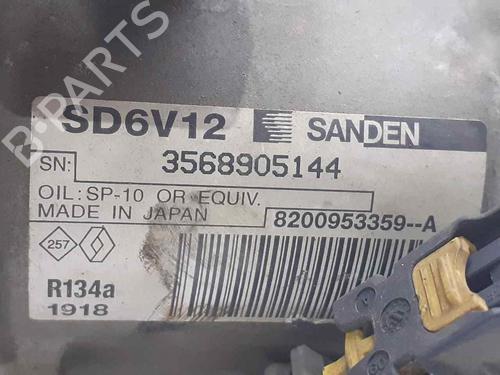 B-PARTS
SD6V12 SANDEN
SN: 3568905144
OIL: SP-10 OR EQUIV.
MADE IN JAPAN 8200953359--A
257
R134a
1918